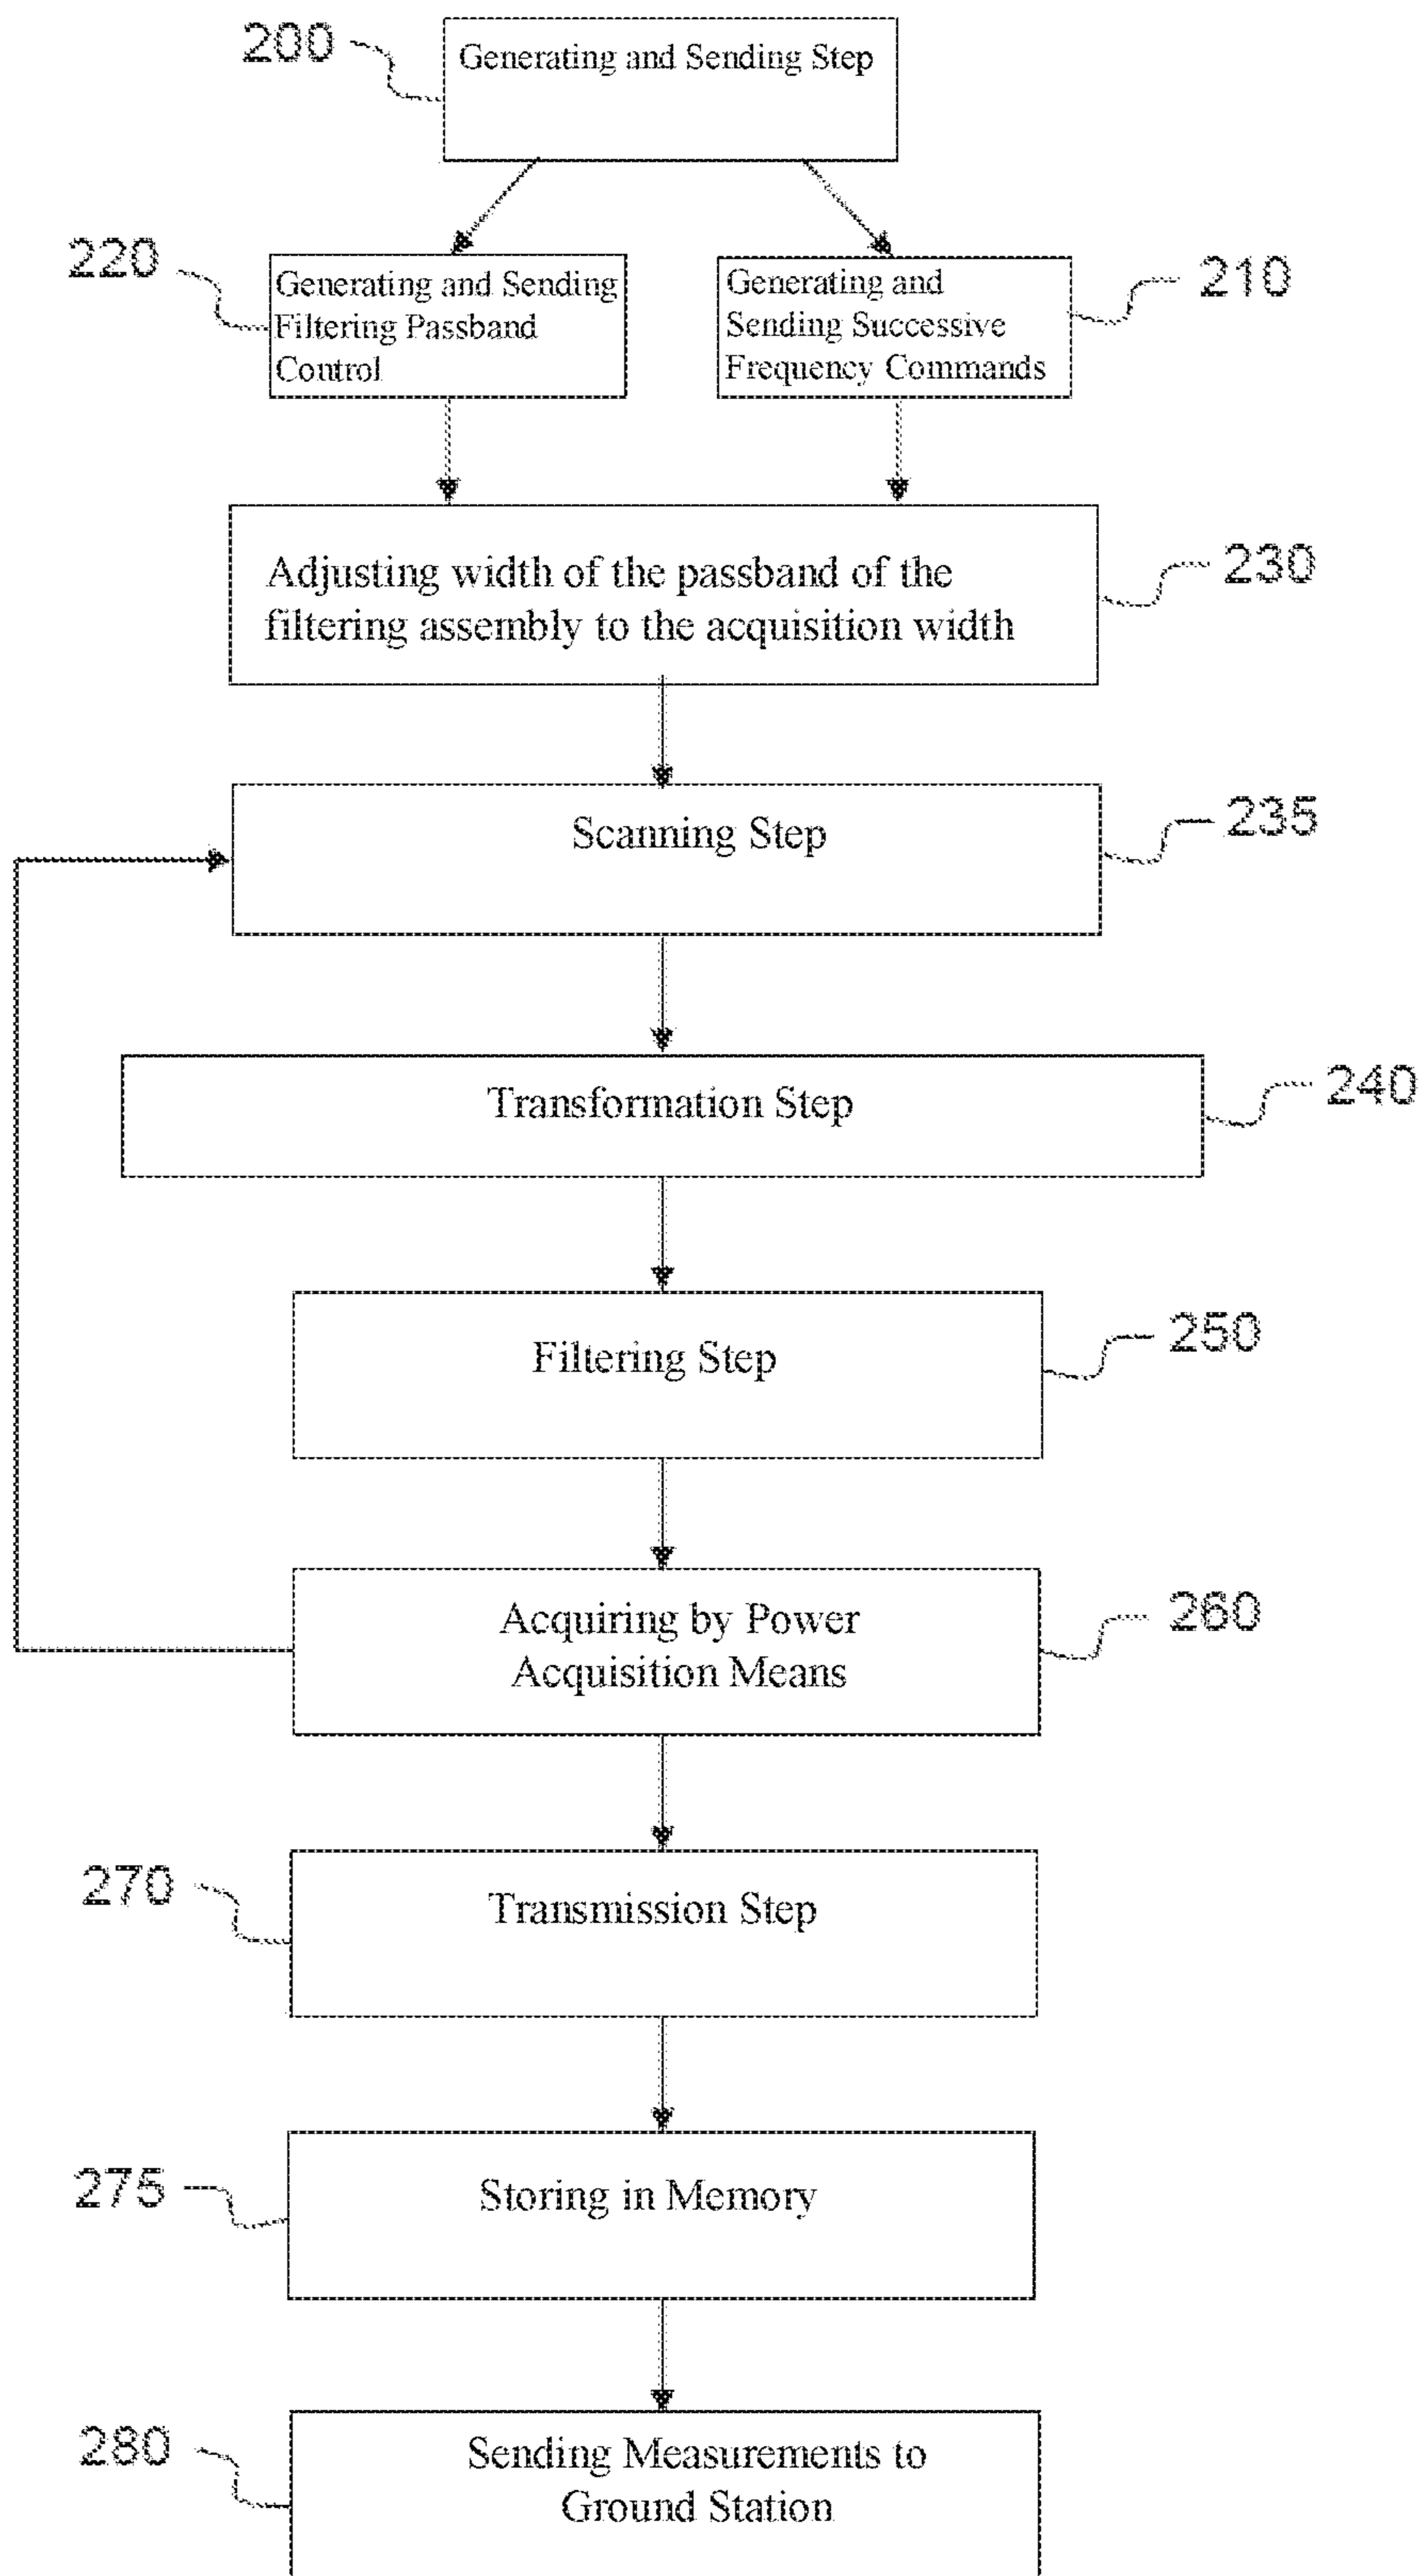 200
Generating and Sending Step
220
Generating and Sending
Filtering Passband
Control
Generating and
Sending Successive
Frequency Commands
210
Adjusting width of the passband of the
filtering assembly to the acquisition width
230
Scanning Step
235
Transformation Step
240
Filtering Step
250
Acquiring by Power
Acquisition Means
260
270
Transmission Step
275
Storing in Memory
280
Sending Measurements to
Ground Station